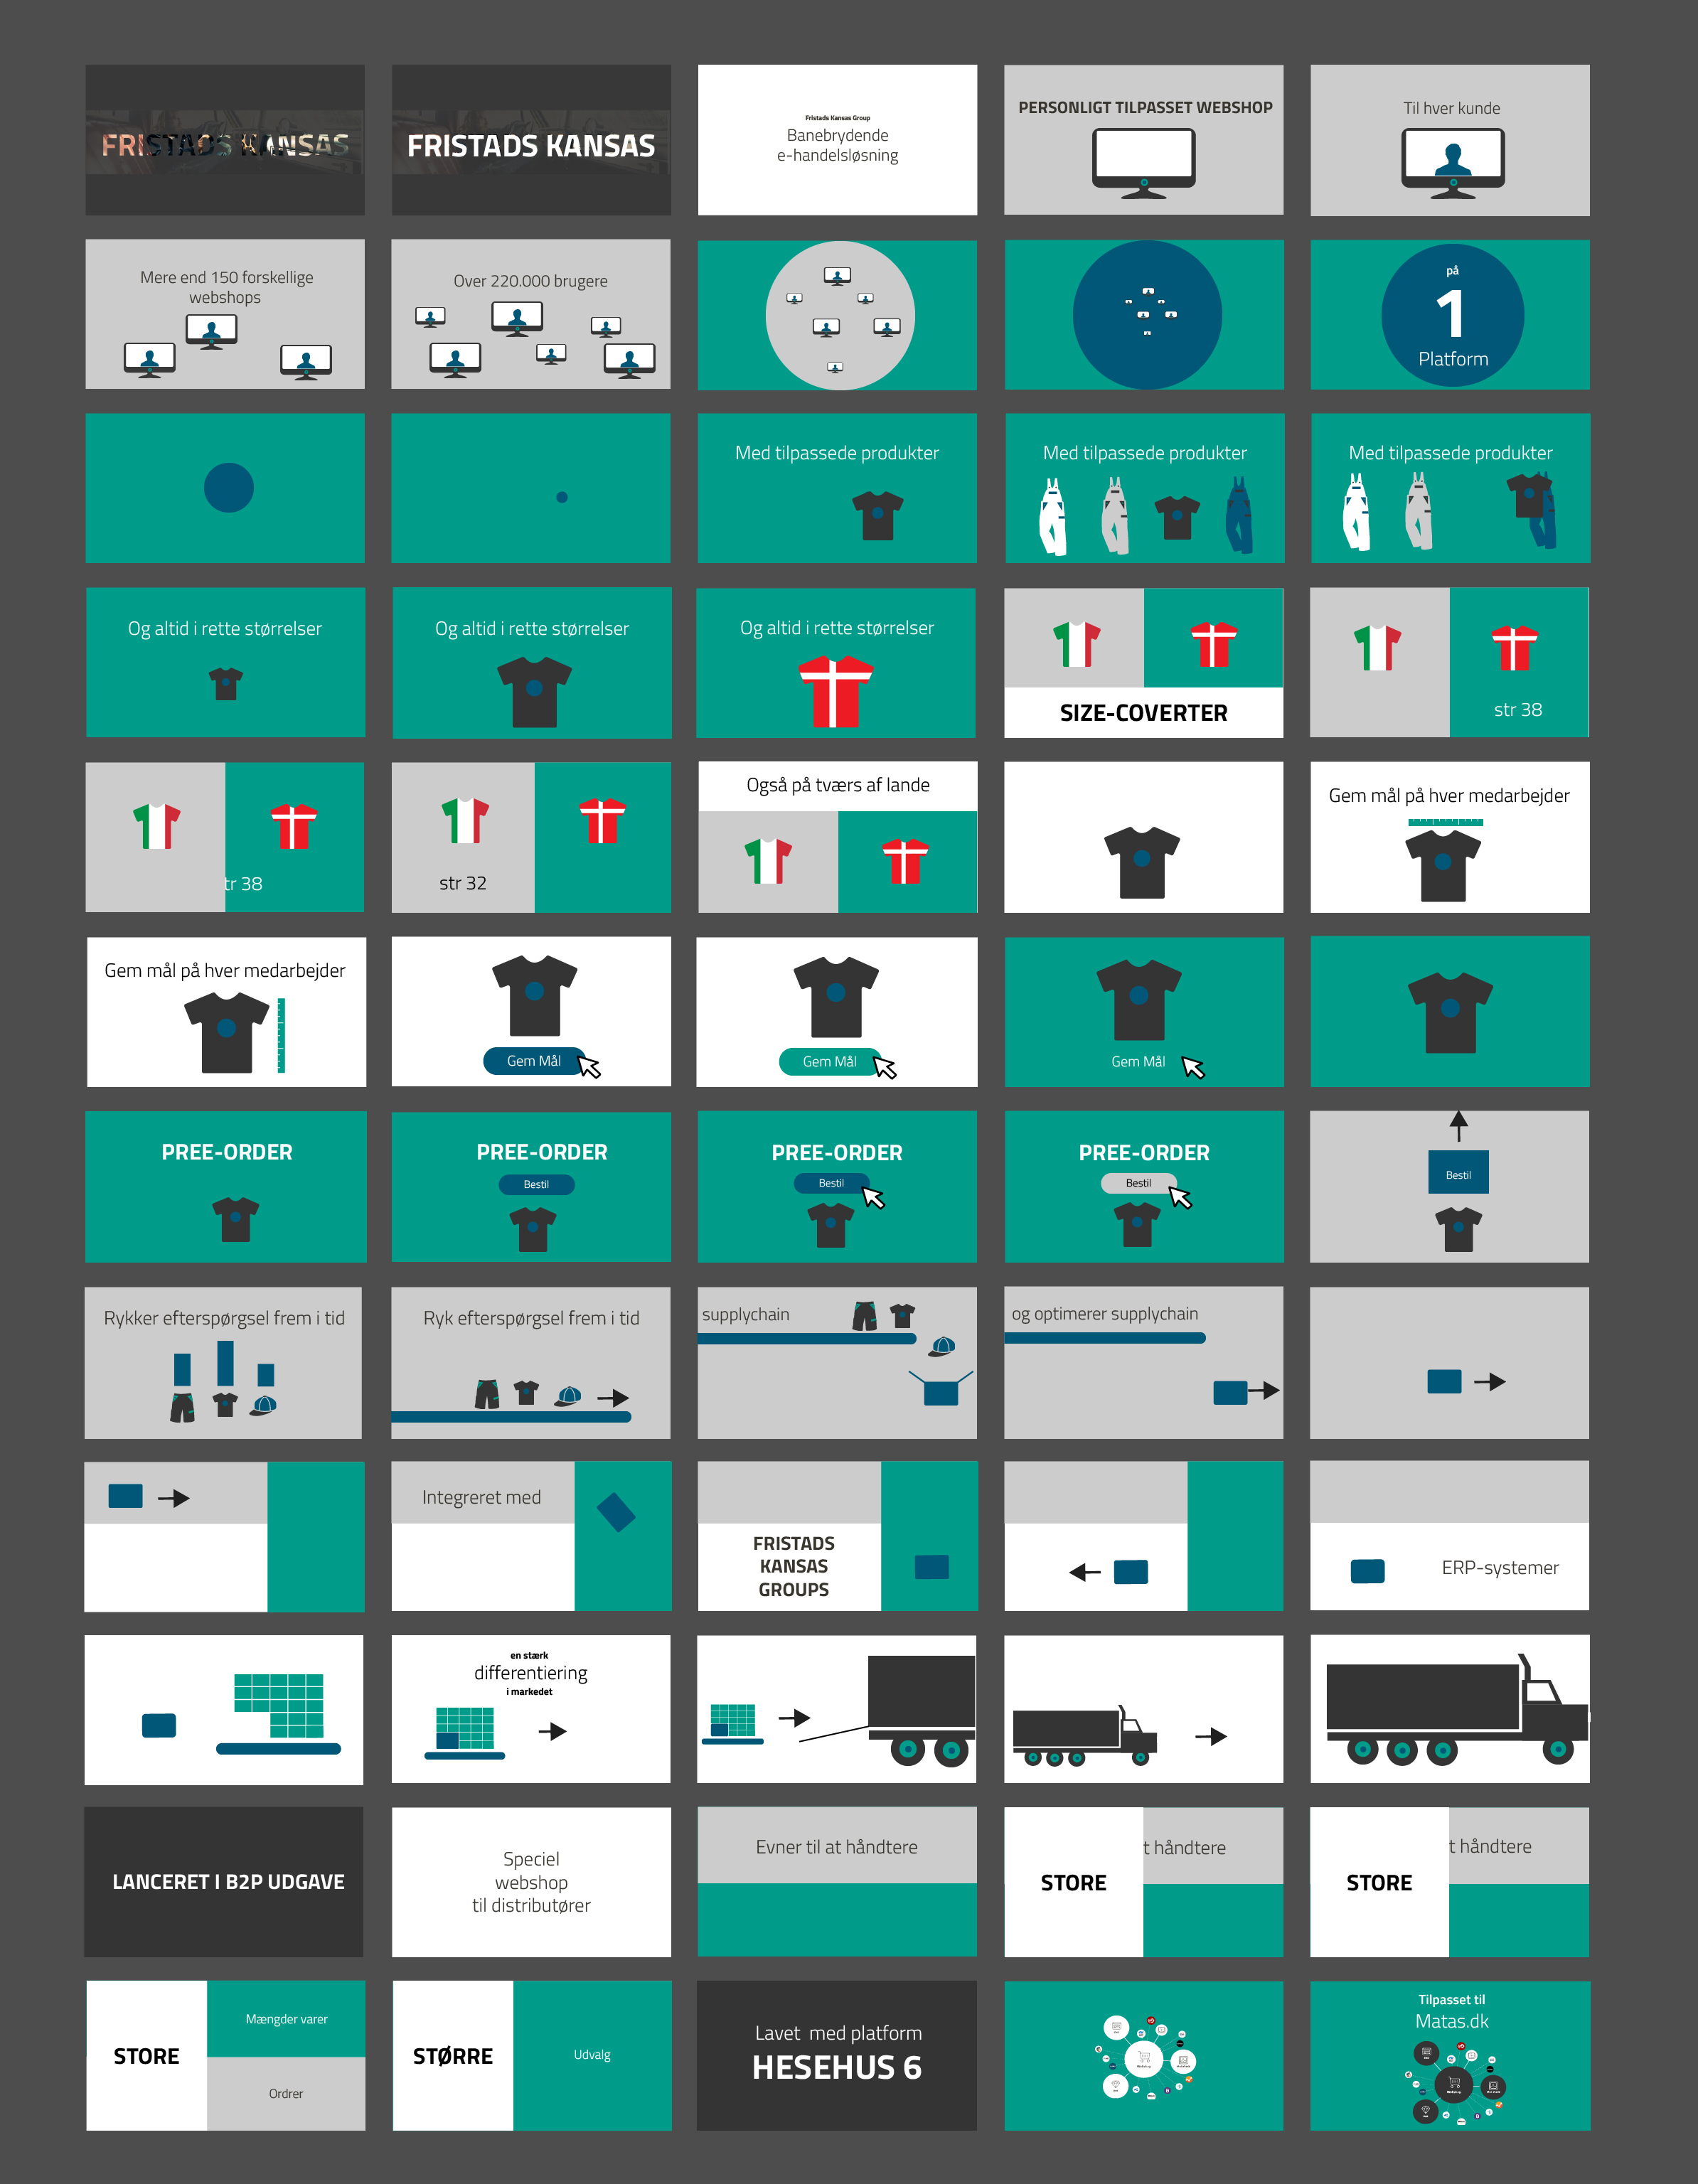 FRISTADS KANSAS
FRISTADS KANSAS
Fristads Kansas Group
Banebrydende
e-handelsløsning
PERSONLIGT TILPASSET WEBSHOP
Til hver kunde
Mere end 150 forskellige
webshops
Over 220.000 brugere
på
1
Platform
Med tilpassede produkter
Med tilpassede produkter
Med tilpassede produkter
Og altid i rette størrelser
Og altid i rette størrelser
Og altid i rette størrelser
SIZE-COVERTER
str 38
tr 38
str 32
Også på tværs af lande
Gem mål på hver medarbejder
Gem mål på hver medarbejder
Gem Mål
Gem Mål
Gem Mål
PREE-ORDER
PREE-ORDER
Bestil
PREE-ORDER
Bestil
PREE-ORDER
Bestil
Bestil
Rykker efterspørgsel frem i tid
Ryk efterspørgsel frem i tid
supplychain
og optimerer supplychain
Integreret med
FRISTADS
KANSAS
GROUPS
ERP-systemer
en stærk
differentiering
i markedet
LANCERET I B2P UDGAVE
Speciel
webshop
til distributører
Evner til at håndtere
t håndtere
STORE
t håndtere
STORE
STORE
Mængder varer
Ordrer
STØRRE
Udvalg
Lavet med platform
HESEHUS 6
Tilpasset til
Matas.dk